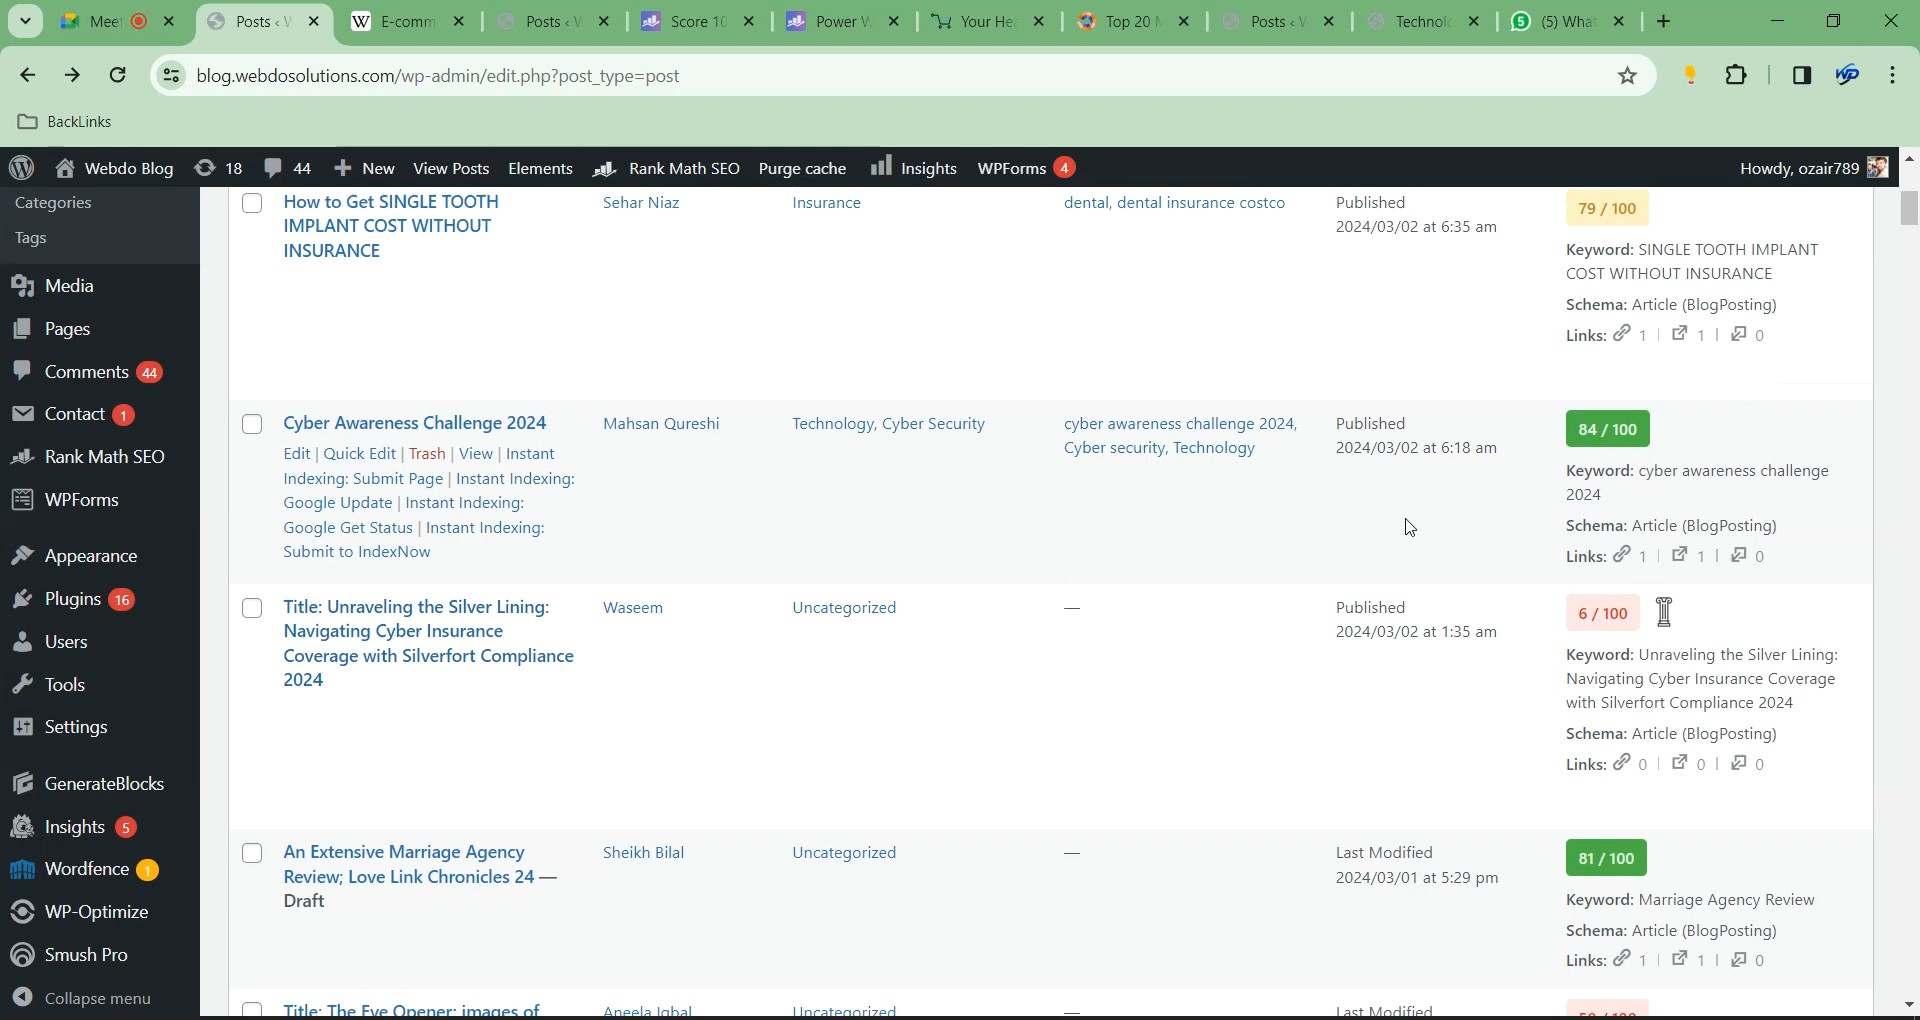 Meet
Posts ‹ W
E-comm
Posts ‹ W
Score 10
Power W
Your He
Top 20
Posts ‹ W
Technolo
(5) What
blog.webdosolutions.com/wp-admin/edit.php?post_type=post
BackLinks
Webdo Blog 18 44 New View Posts Elements Rank Math SEO Purge cache Insights WPForms 4 Howdy, ozair789
Categories
Tags
Media
Pages
Comments 44
Contact 1
Rank Math SEO
WPForms
Appearance
Plugins 16
Users
Tools
Settings
GenerateBlocks
Insights 5
Wordfence 1
WP-Optimize
Smush Pro
Collapse menu
How to Get SINGLE TOOTH
IMPLANT COST WITHOUT
INSURANCE
Sehar Niaz
Insurance
dental, dental insurance costco
Published
2024/03/02 at 6:35 am
79 / 100
Keyword: SINGLE TOOTH IMPLANT
COST WITHOUT INSURANCE
Schema: Article (BlogPosting)
Links: 1 | 1 | 0
Cyber Awareness Challenge 2024
Edit | Quick Edit | Trash | View | Instant
Indexing: Submit Page | Instant Indexing:
Google Update | Instant Indexing:
Google Get Status | Instant Indexing:
Submit to IndexNow
Mahsan Qureshi
Technology, Cyber Security
cyber awareness challenge 2024,
Cyber security, Technology
Published
2024/03/02 at 6:18 am
84 / 100
Keyword: cyber awareness challenge
2024
Schema: Article (BlogPosting)
Links: 1 | 1 | 0
Title: Unraveling the Silver Lining:
Navigating Cyber Insurance
Coverage with Silverfort Compliance
2024
Waseem
Uncategorized
—
Published
2024/03/02 at 1:35 am
6 / 100
Keyword: Unraveling the Silver Lining:
Navigating Cyber Insurance Coverage
with Silverfort Compliance 2024
Schema: Article (BlogPosting)
Links: 0 | 0 | 0
An Extensive Marriage Agency
Review; Love Link Chronicles 24 —
Draft
Sheikh Bilal
Uncategorized
—
Last Modified
2024/03/01 at 5:29 pm
81 / 100
Keyword: Marriage Agency Review
Schema: Article (BlogPosting)
Links: 1 | 1 | 0
Title: The Eye Opener: images of
Aneela Iqbal
Uncategorized
—
Last Modified